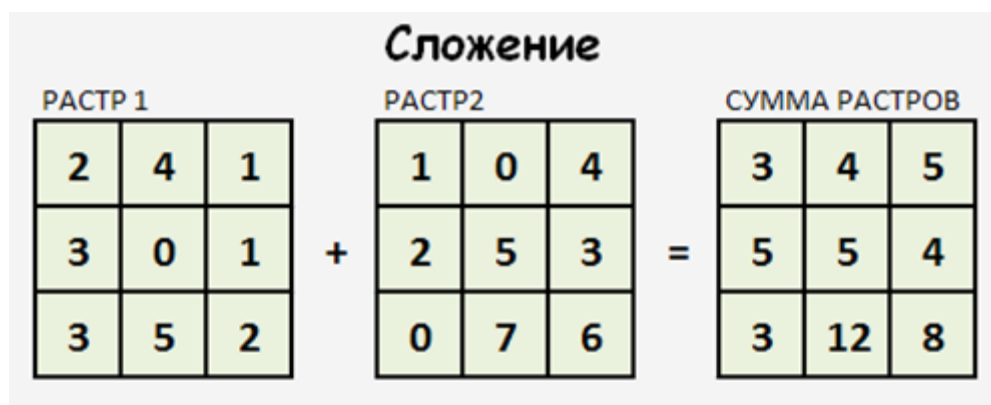 Сложение
РАСТР 1 РАСТР2 СУММА РАСТРОВ
2 4 1 1 0 4 3 4 5
3 0 1 + 2 5 3 = 5 5 4
3 5 2 0 7 6 3 12 8